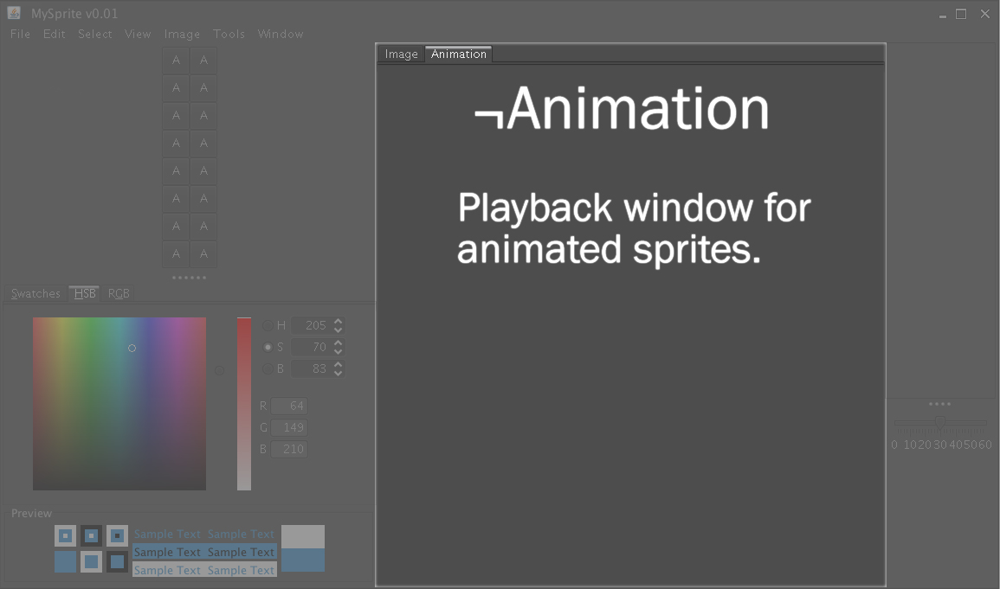 MySprite v0.01
File Edit Select View Image Tools Window
A A
A A
A A
A A
A A
A A
A A
A A
Image Animation
¬Animation
Playback window for
animated sprites.
Swatches HSB RGB
H 205
S 70
B 83
R 64
G 149
B 210
0 10 20 30 40 50 60
Preview
Sample Text Sample Text
Sample Text Sample Text
Sample Text Sample Text